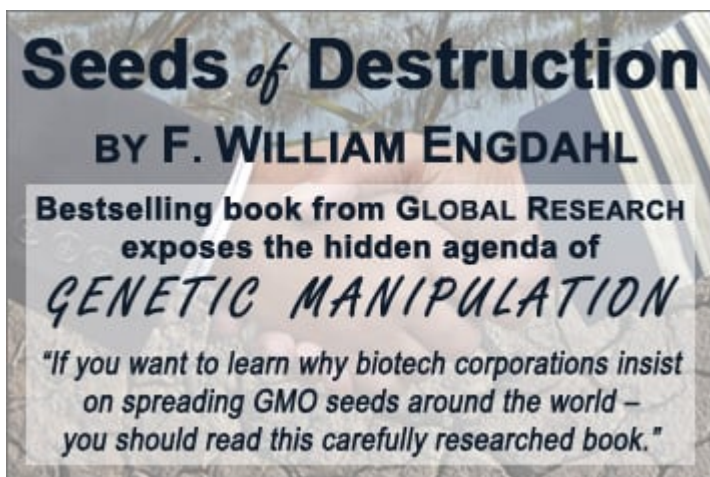 Seeds of Destruction
BY F. WILLIAM ENGDAHL
Bestselling book from GLOBAL RESEARCH
exposes the hidden agenda of
GENETIC MANIPULATION
“If you want to learn why biotech corporations insist
on spreading GMO seeds around the world –
you should read this carefully researched book.”